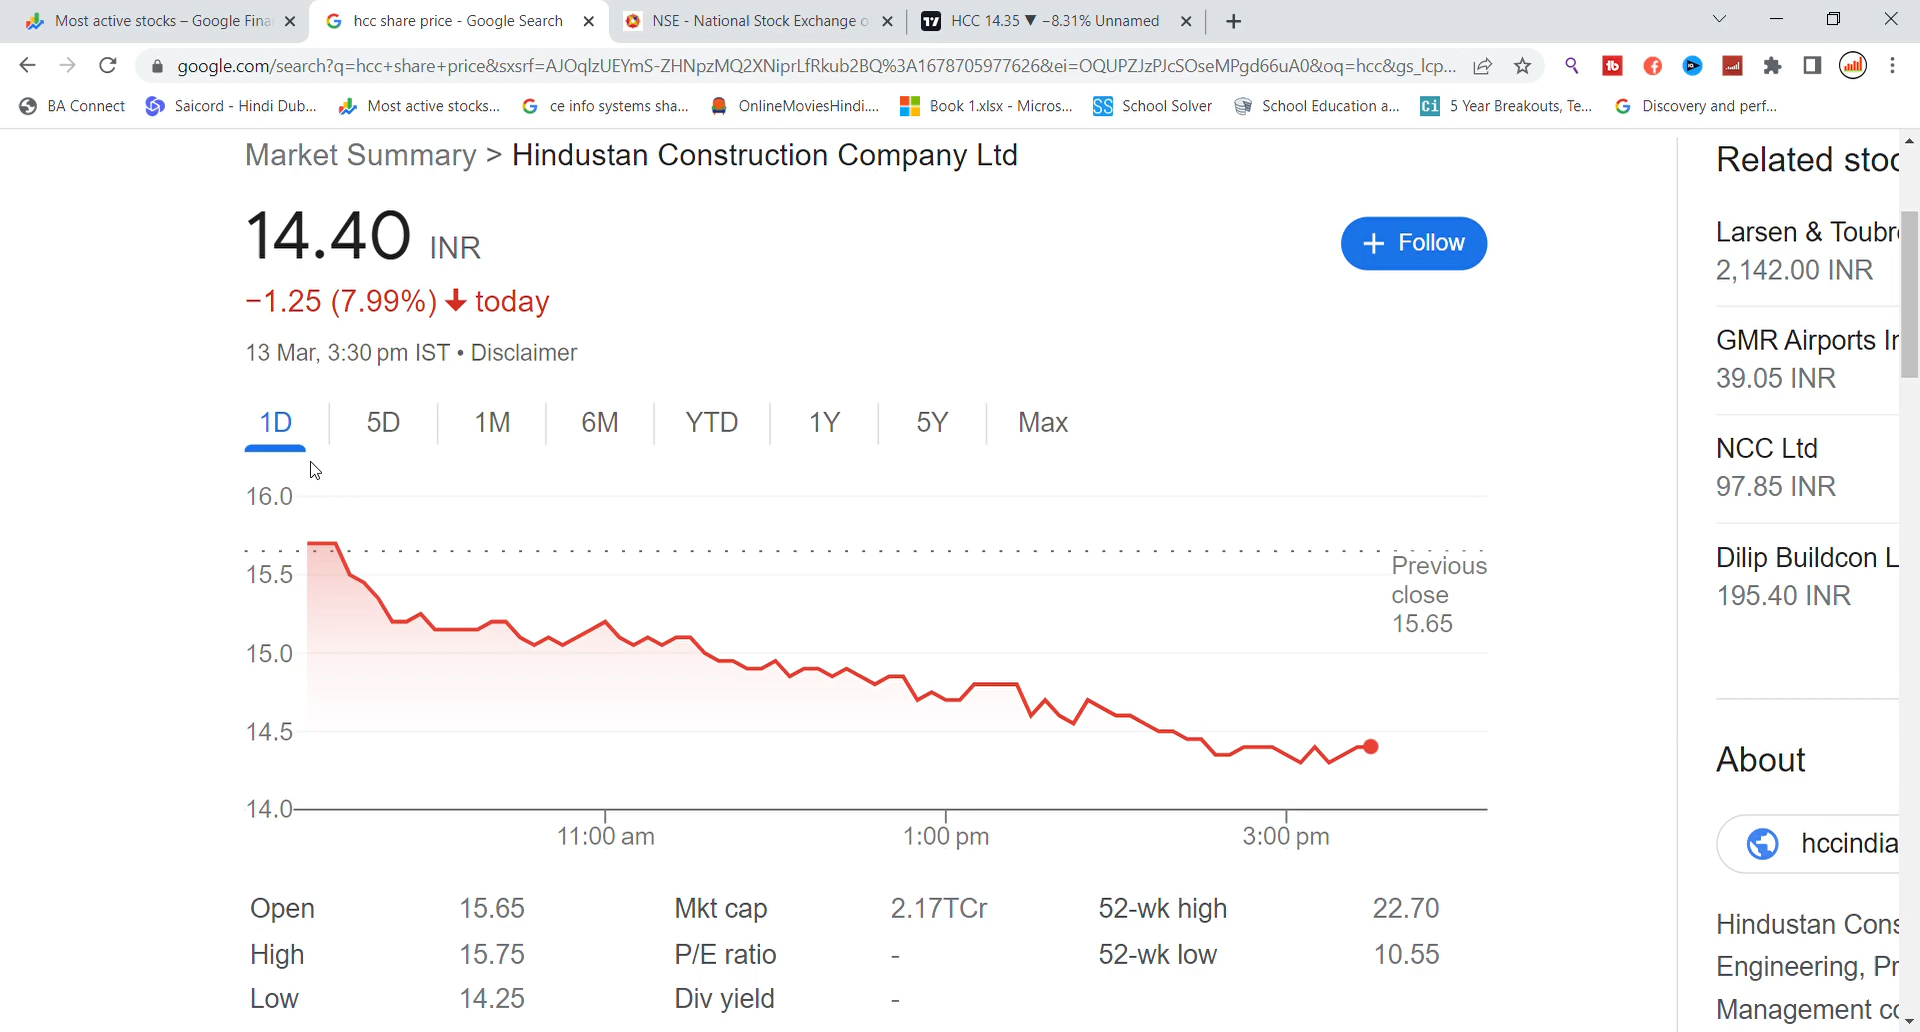 Most active stocks – Google Fina
hcc share price - Google Search
NSE - National Stock Exchange o
HCC 14.35 ▼ −8.31% Unnamed
google.com/search?q=hcc+share+price&sxsrf=AJOqlzUEYmS-ZHNpzMQ2XNiprLfRkub2BQ%3A1678705977626&ei=OQUPZJzPJcSOseMPgd66uA0&oq=hcc&gs_lcp...
BA Connect
Saicord - Hindi Dub...
Most active stocks...
ce info systems sha...
OnlineMoviesHindi....
Book 1.xlsx - Micros...
SS School Solver
School Education a...
Ci 5 Year Breakouts, Te...
Discovery and perf...
Market Summary > Hindustan Construction Company Ltd
14.40 INR
+ Follow
−1.25 (7.99%) ↓ today
13 Mar, 3:30 pm IST • Disclaimer
1D 5D 1M 6M YTD 1Y 5Y Max
16.0
15.5
15.0
14.5
14.0
Previous
close
15.65
11:00 am 1:00 pm 3:00 pm
Open 15.65 Mkt cap 2.17TCr 52-wk high 22.70
High 15.75 P/E ratio - 52-wk low 10.55
Low 14.25 Div yield -
Related stoc
Larsen & Toubr
2,142.00 INR
GMR Airports Ir
39.05 INR
NCC Ltd
97.85 INR
Dilip Buildcon L
195.40 INR
About
hccindia
Hindustan Cons
Engineering, Pr
Management co